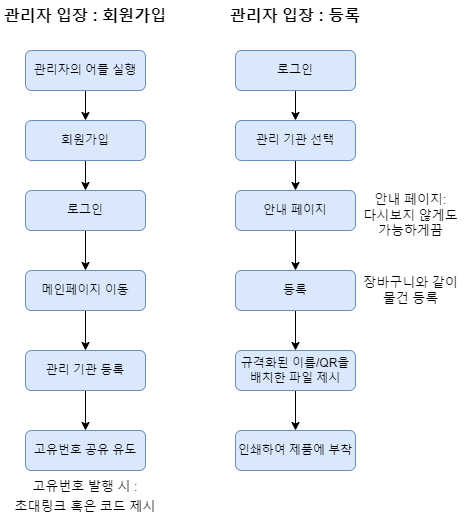 관리자 입장 : 회원가입
관리자의 어플 실행
회원가입
로그인
메인페이지 이동
관리 기관 등록
고유번호 공유 유도
고유번호 발행 시 :
초대링크 혹은 코드 제시
관리자 입장 : 등록
로그인
관리 기관 선택
안내 페이지
안내 페이지:
다시보지 않게도
가능하게끔
등록
장바구니와 같이
물건 등록
규격화된 이름/QR을
배치한 파일 제시
인쇄하여 제품에 부착